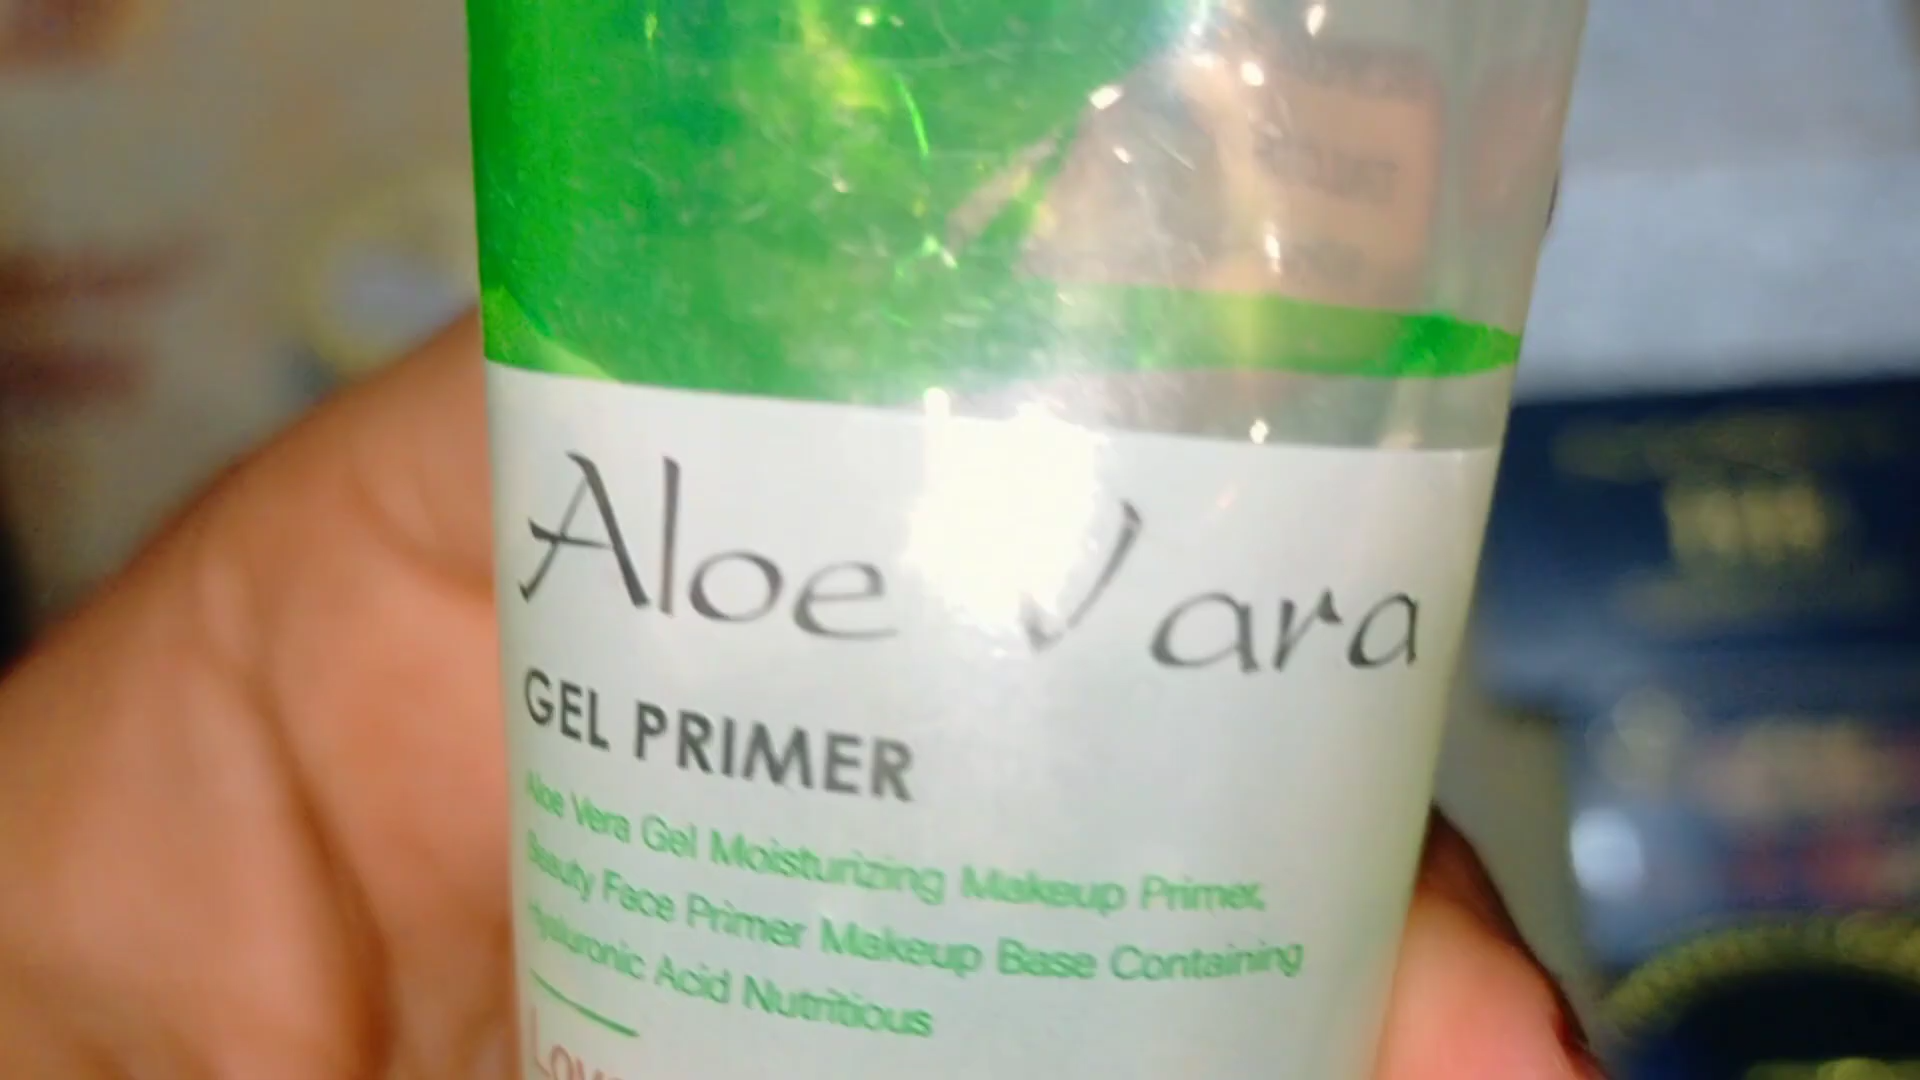 Aloe Vara
GEL PRIMER
Aloe Vera Gel Moisturizing Makeup Primer,
Beauty Face Primer Makeup Base Containing
Hyaluronic Acid Nutritious